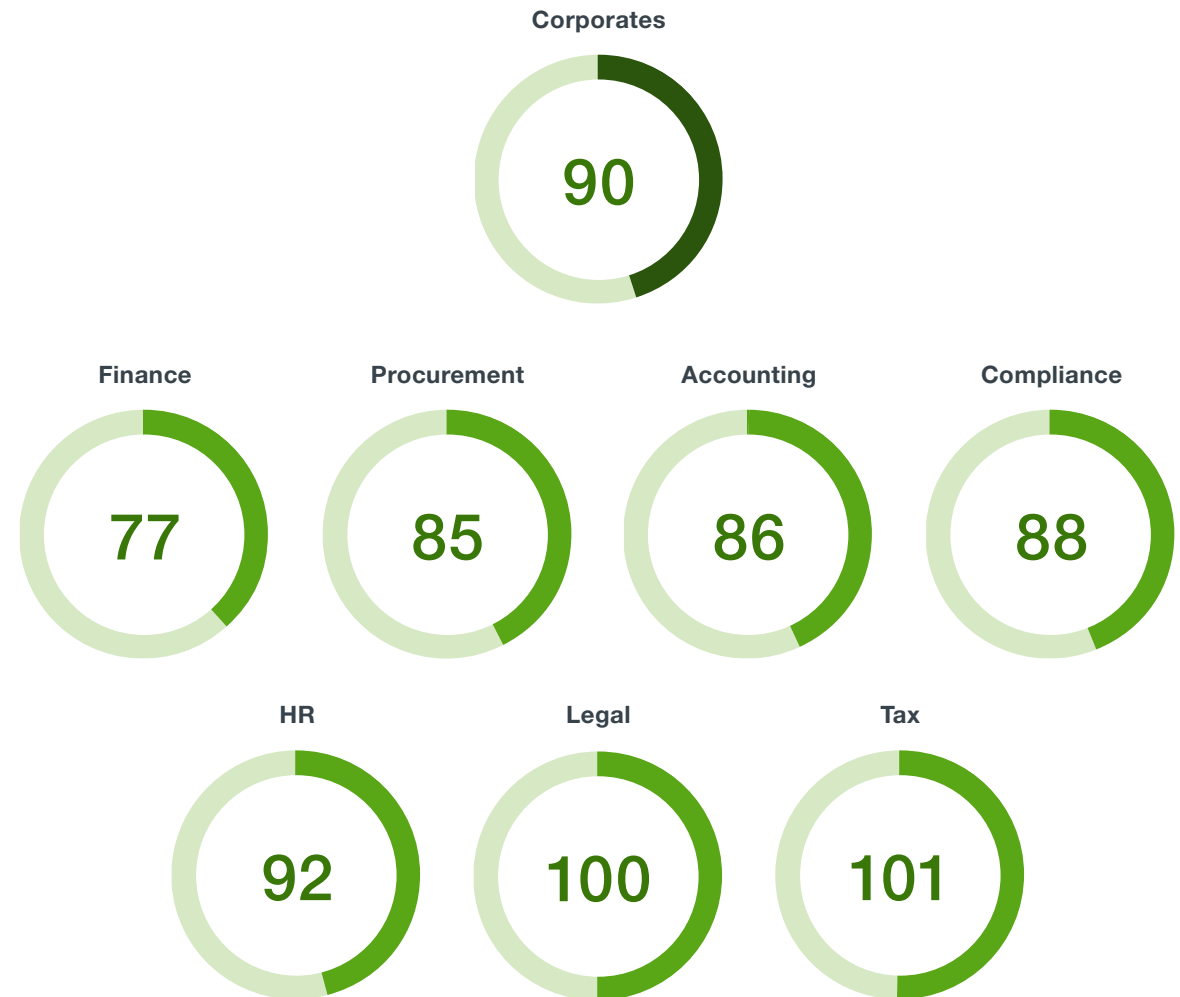 Corporates
90
Finance Procurement Accounting Compliance
77 85 86 88
HR Legal Tax
92 100 101